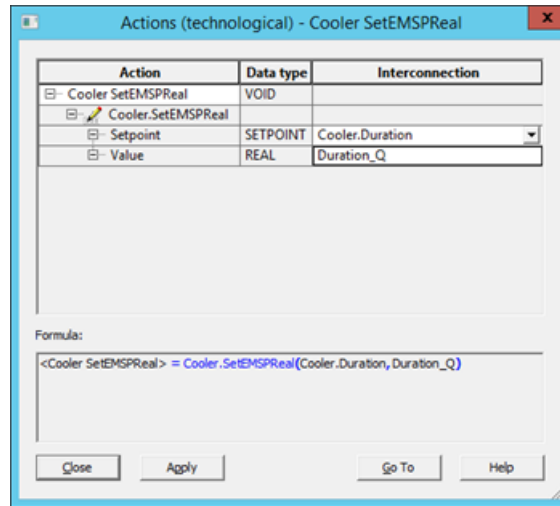 Actions (technological) - Cooler SetEMSPReal
x
Action Data type Interconnection
Cooler SetEMSPReal VOID
Cooler.SetEMSPReal
Setpoint SETPOINT Cooler.Duration
Value REAL Duration_Q
Formula:
<Cooler SetEMSPReal> = Cooler.SetEMSPReal(Cooler.Duration,Duration_Q)
Close Apply Go To Help